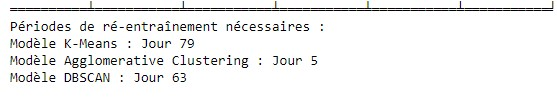 Périodes de ré-entraînement nécessaires :
Modèle K-Means : Jour 79
Modèle Agglomerative Clustering : Jour 5
Modèle DBSCAN : Jour 63